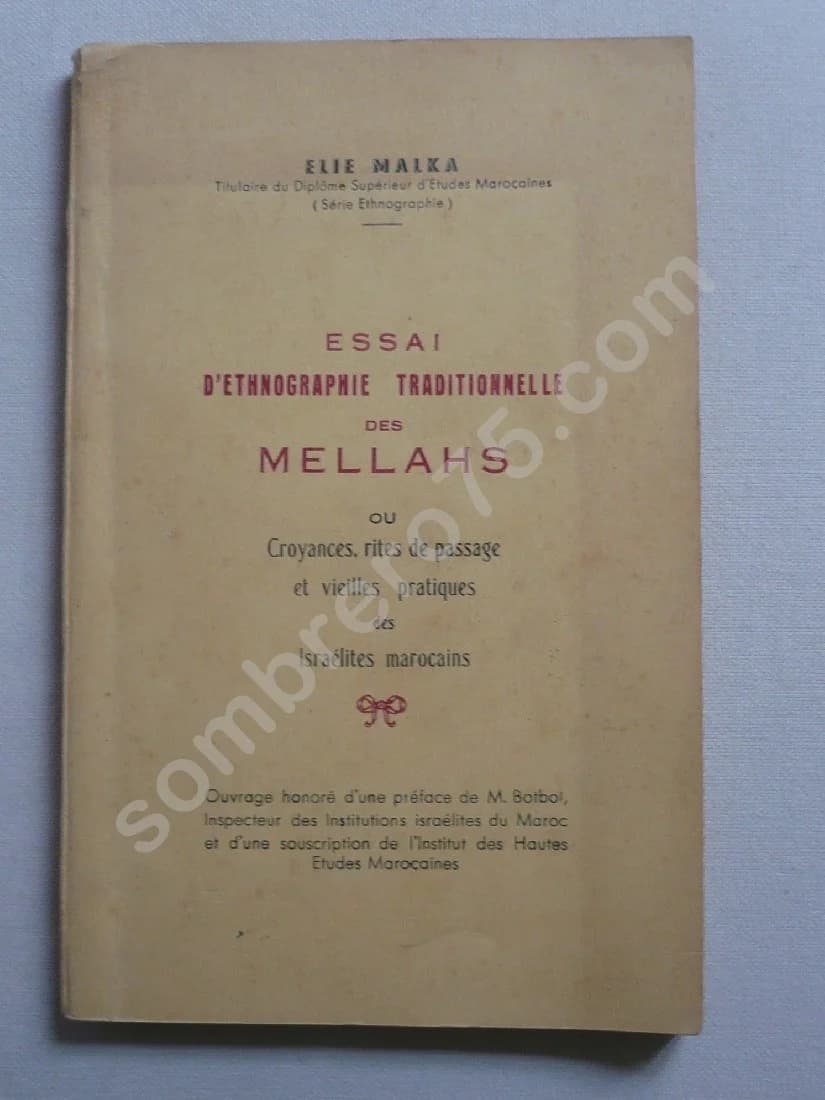 ELIE MALKA
Titulaire du Diplôme Supérieur d'Etudes Marocaines
( Série Ethnographie )
ESSAI
D'ETHNOGRAPHIE TRADITIONNELLE
DES
MELLAHS
OU
Croyances, rites de passage
et vieilles pratiques
des
Israélites marocains
Ouvrage honoré d'une préface de M. Botbol,
Inspecteur des Institutions israélites du Maroc
et d'une souscription de l'Institut des Hautes
Etudes Marocaines
sombrero75.com